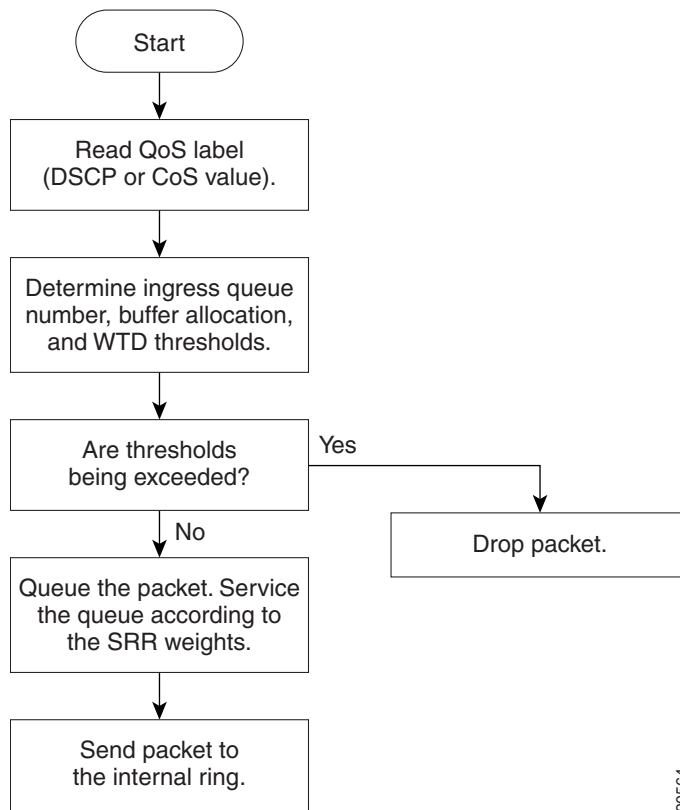 Start
Read QoS label
(DSCP or CoS value).
Determine ingress queue
number, buffer allocation,
and WTD thresholds.
Are thresholds
being exceeded?
Yes
No
Drop packet.
Queue the packet. Service
the queue according to
the SRR weights.
Send packet to
the internal ring.